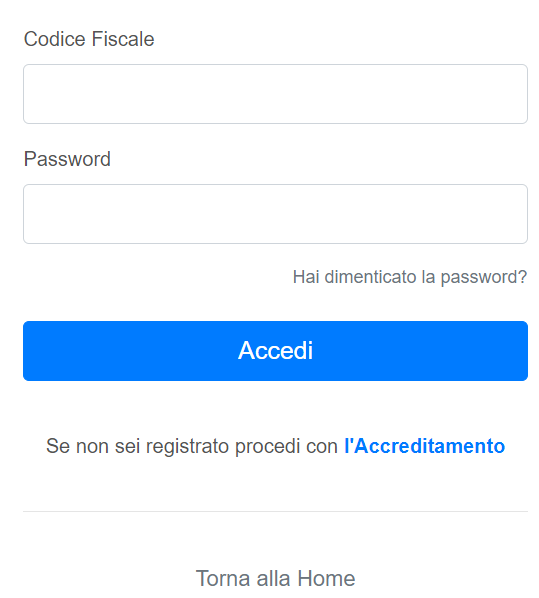 Codice Fiscale
Password
Hai dimenticato la password?
Accedi
Se non sei registrato procedi con l'Accreditamento
Torna alla Home